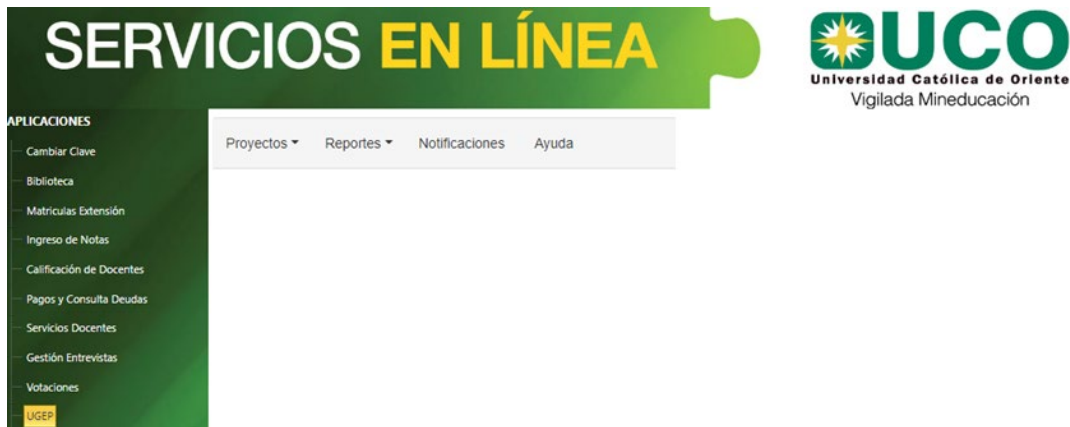 SERVICIOS EN LÍNEA
UCO
Universidad Católica de Oriente
Vigilada Mineducación
APLICACIONES
Cambiar Clave
Biblioteca
Matriculas Extensión
Ingreso de Notas
Calificación de Docentes
Pagos y Consulta Deudas
Servicios Docentes
Gestión Entrevistas
Votaciones
UGEP
Proyectos Reportes Notificaciones Ayuda